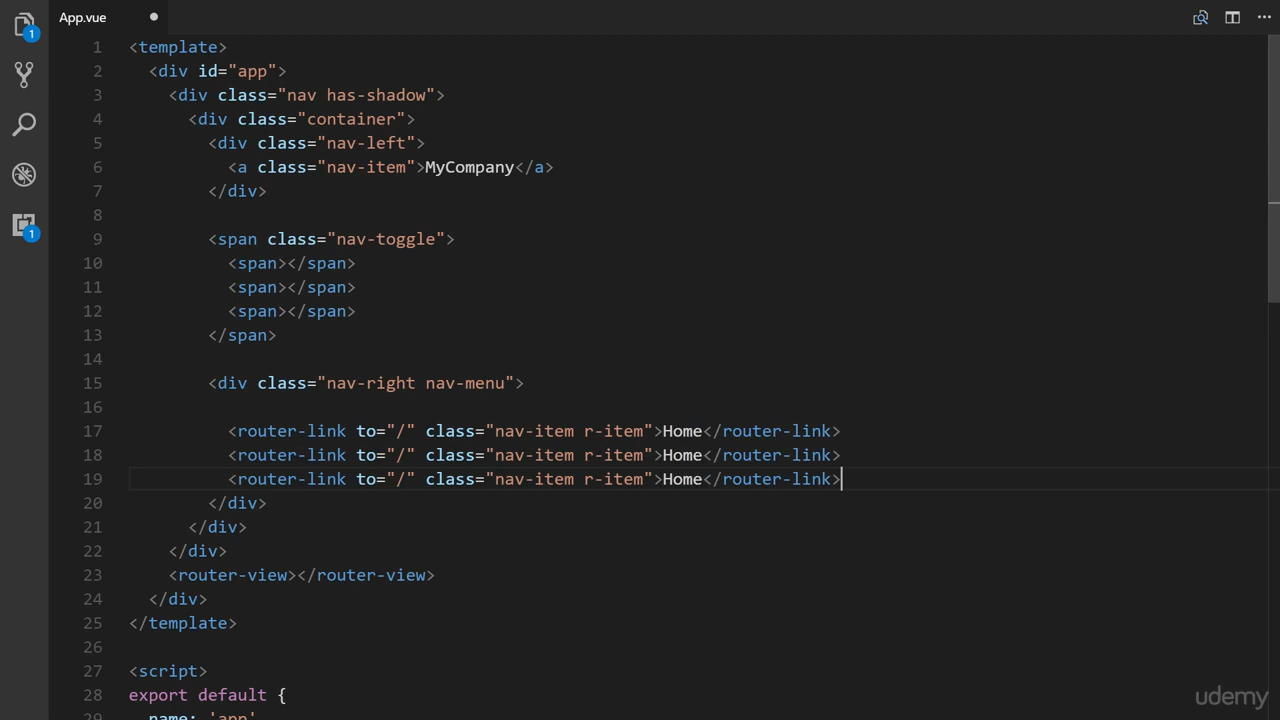 App.vue
1 <template>
2 <div id="app">
3 <div class="nav has-shadow">
4 <div class="container">
5 <div class="nav-left">
6 <a class="nav-item">MyCompany</a>
7 </div>
8
9 <span class="nav-toggle">
10 <span></span>
11 <span></span>
12 <span></span>
13 </span>
14
15 <div class="nav-right nav-menu">
16
17 <router-link to="/" class="nav-item r-item">Home</router-link>
18 <router-link to="/" class="nav-item r-item">Home</router-link>
19 <router-link to="/" class="nav-item r-item">Home</router-link>
20 </div>
21 </div>
22 </div>
23 <router-view></router-view>
24 </div>
25 </template>
26
27 <script>
28 export default {
29 name: 'app'
1
1
udemy